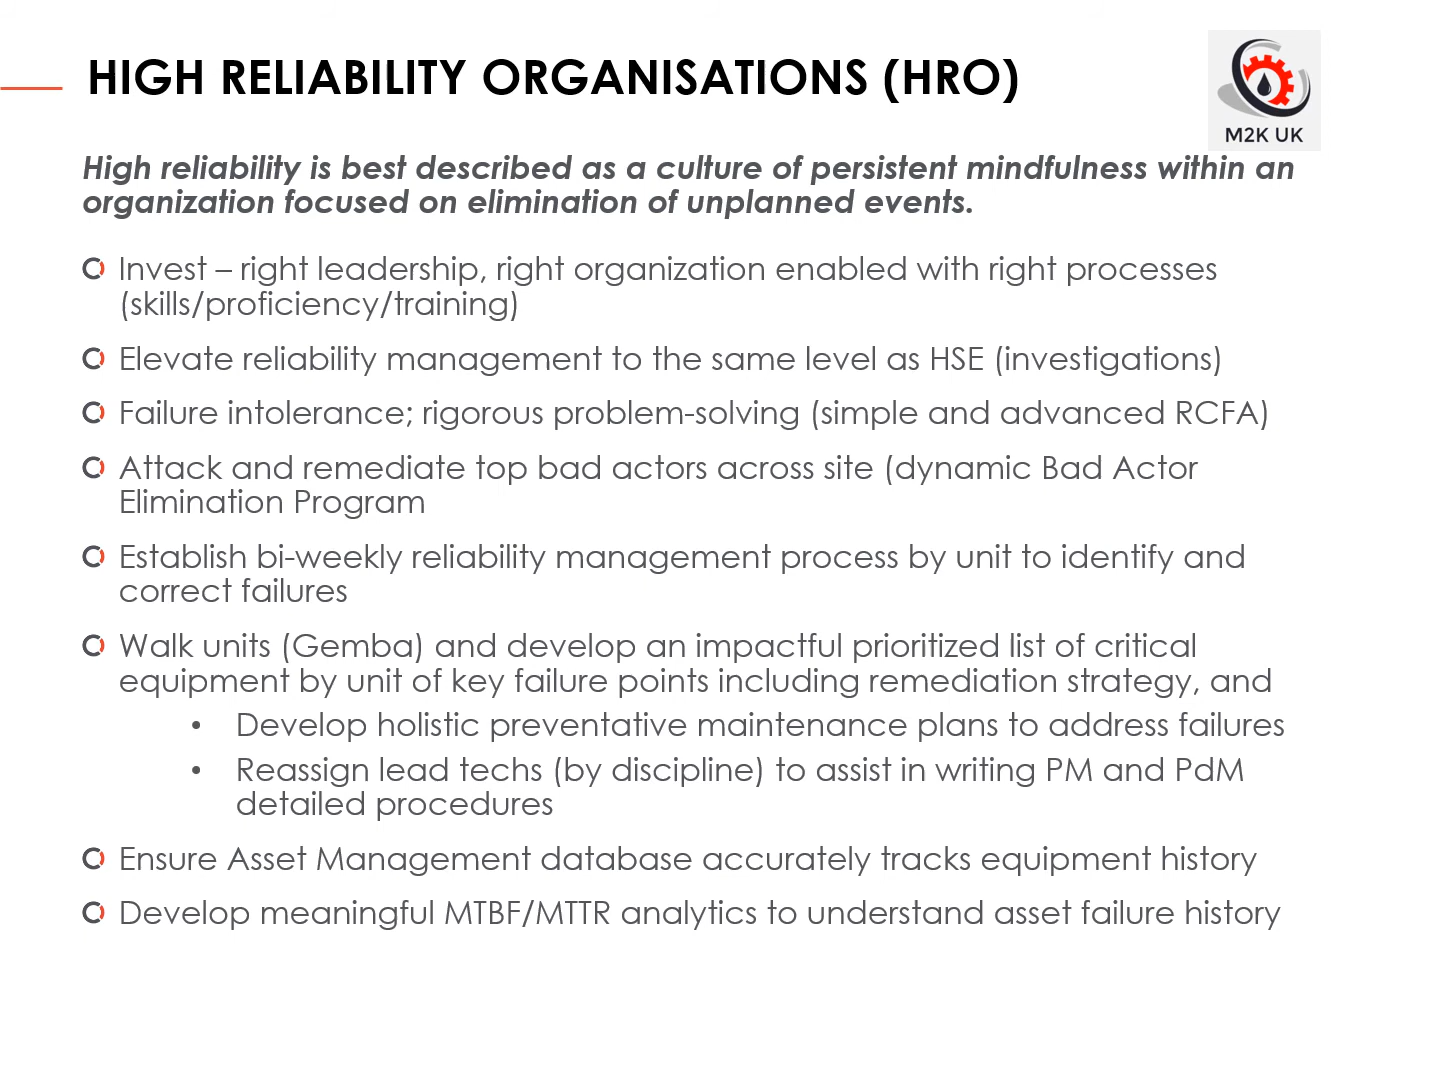 HIGH RELIABILITY ORGANISATIONS (HRO)
M2K UK
High reliability is best described as a culture of persistent mindfulness within an
organization focused on elimination of unplanned events.
Invest – right leadership, right organization enabled with right processes
(skills/proficiency/training)
Elevate reliability management to the same level as HSE (investigations)
Failure intolerance; rigorous problem-solving (simple and advanced RCFA)
Attack and remediate top bad actors across site (dynamic Bad Actor
Elimination Program
Establish bi-weekly reliability management process by unit to identify and
correct failures
Walk units (Gemba) and develop an impactful prioritized list of critical
equipment by unit of key failure points including remediation strategy, and
• Develop holistic preventative maintenance plans to address failures
• Reassign lead techs (by discipline) to assist in writing PM and PdM
detailed procedures
Ensure Asset Management database accurately tracks equipment history
Develop meaningful MTBF/MTTR analytics to understand asset failure history